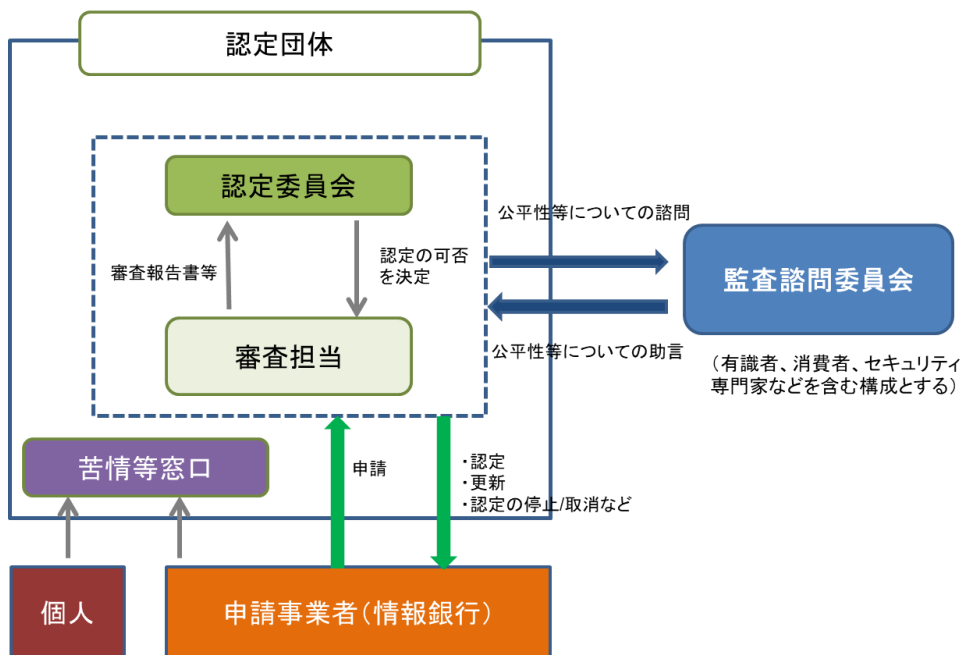 認定団体
認定委員会
審査報告書等
認定の可否
を決定
審査担当
公平性等についての諮問
公平性等についての助言
監査諮問委員会
（有識者、消費者、セキュリティ
専門家などを含む構成とする）
苦情等窓口
申請
・認定
・更新
・認定の停止/取消など
個人
申請事業者（情報銀行）